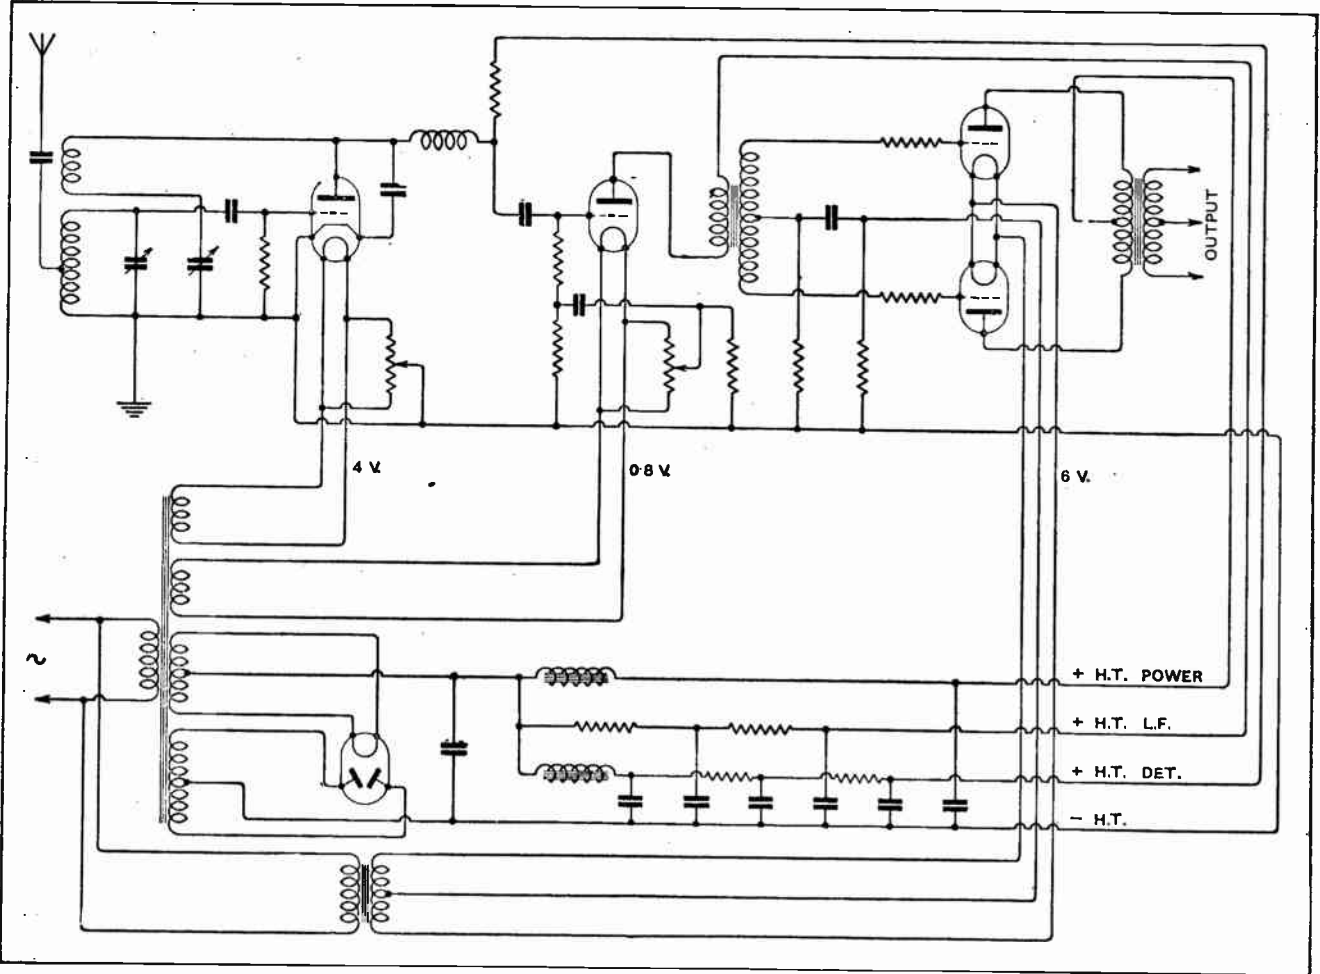 OUTPUT
4 V.
0·8 V.
6 V.
~
+ H.T. POWER
+ H.T. L.F.
+ H.T. DET.
− H.T.